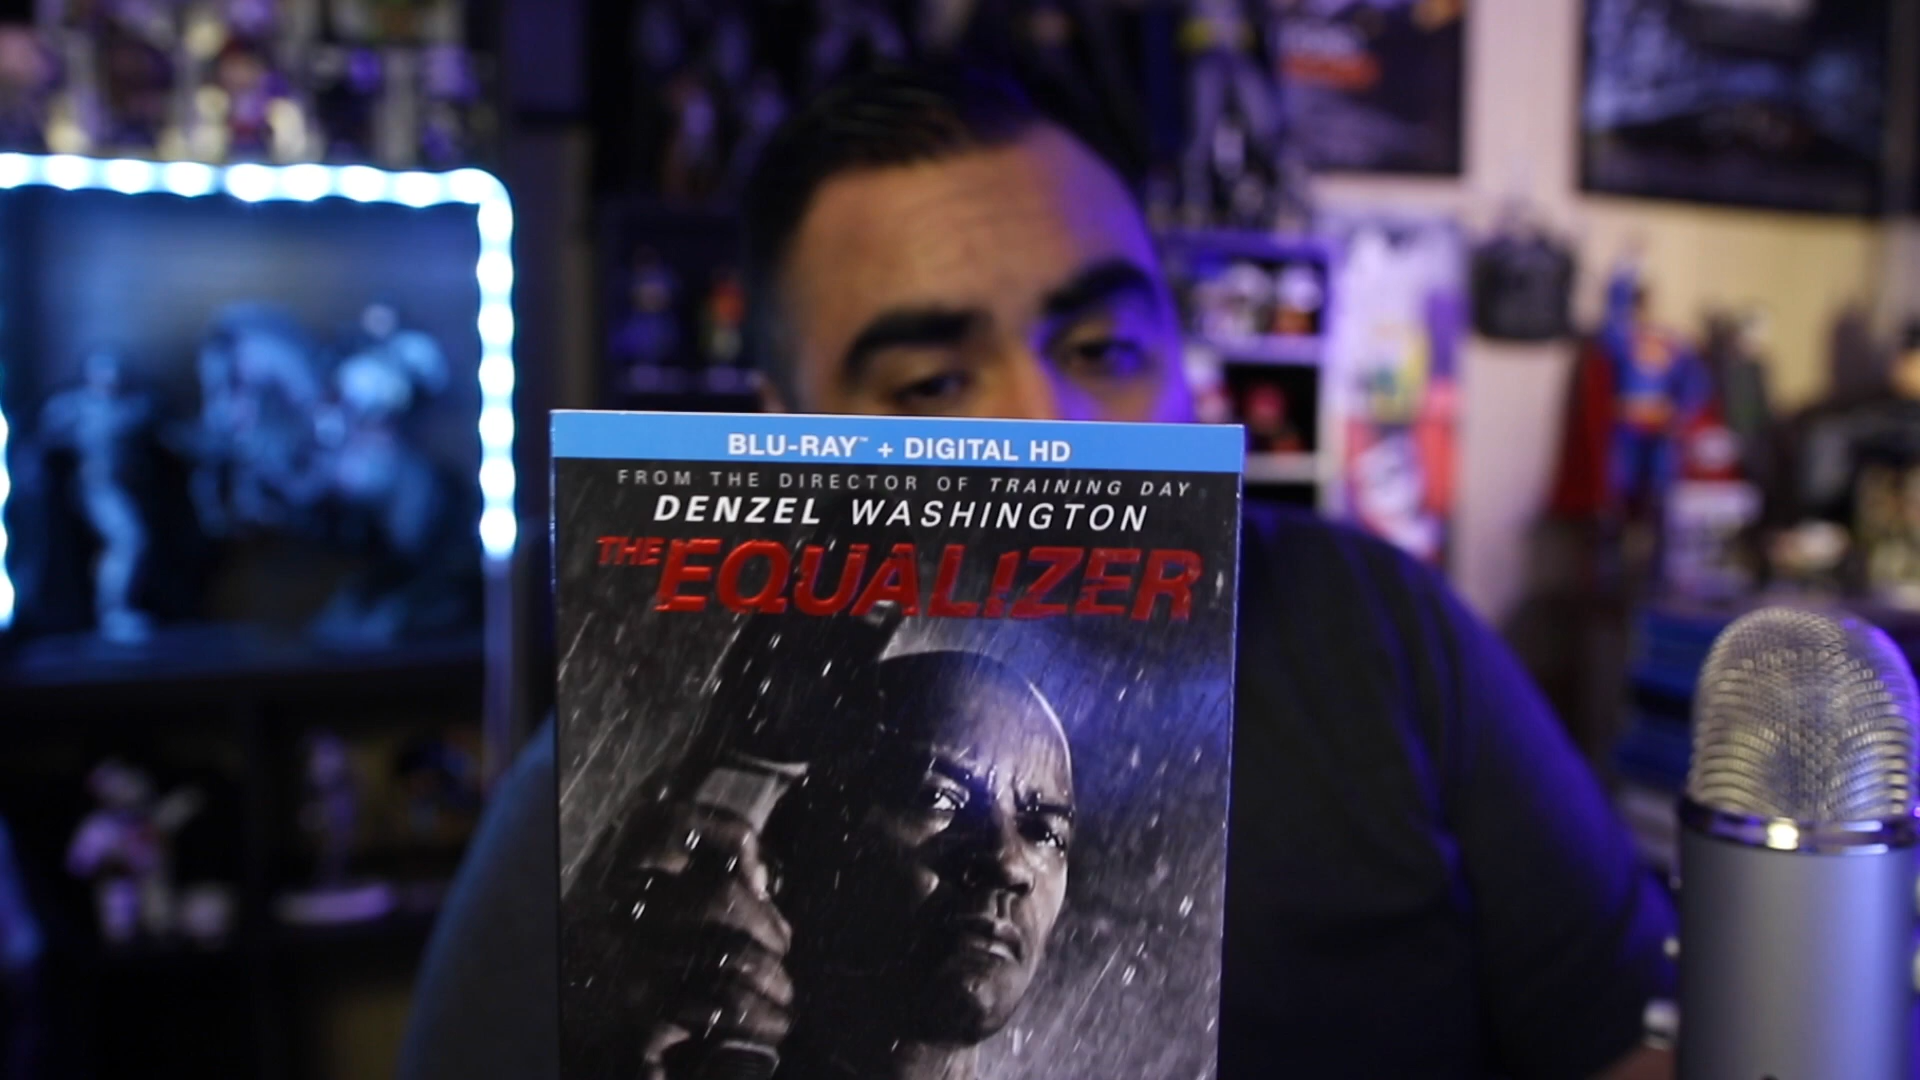 BLU-RAY™ + DIGITAL HD
FROM THE DIRECTOR OF TRAINING DAY
DENZEL WASHINGTON
THE EQUALIZER